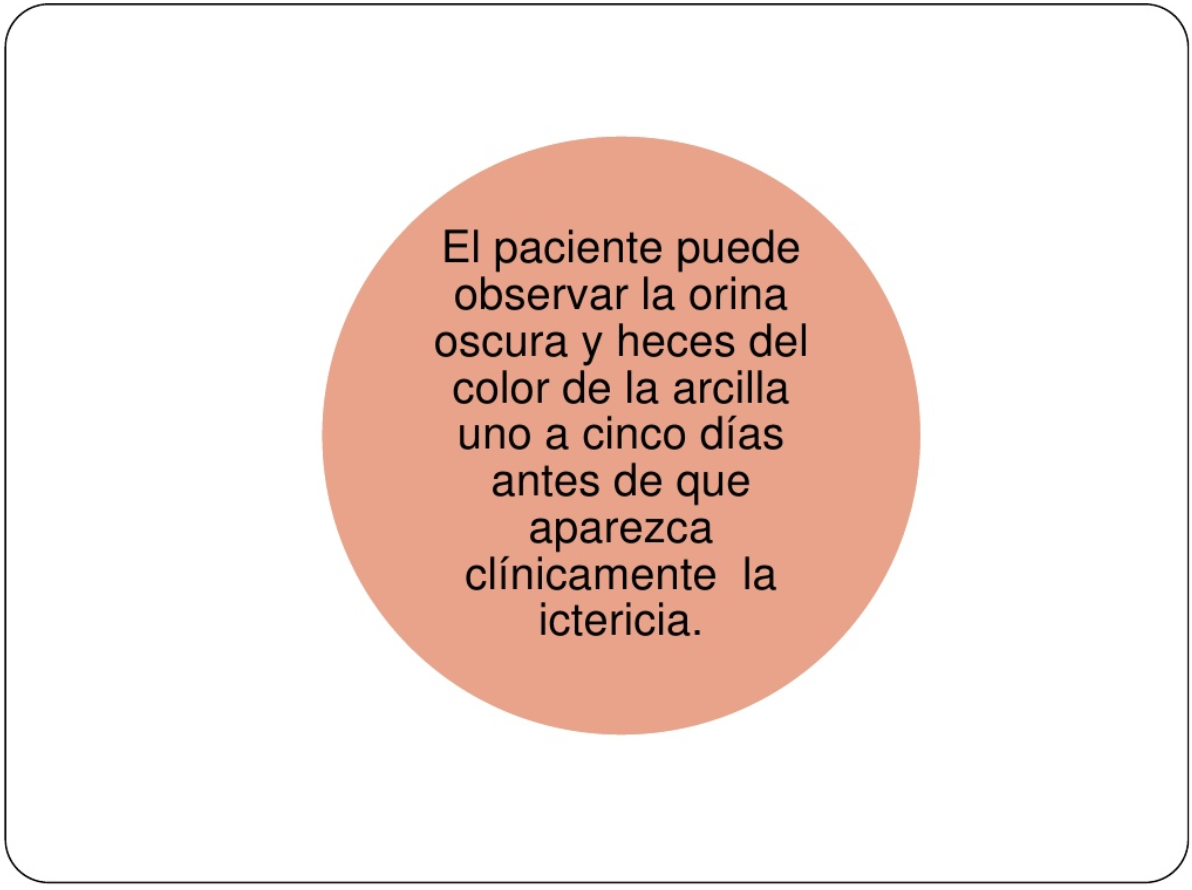 El paciente puede
observar la orina
oscura y heces del
color de la arcilla
uno a cinco días
antes de que
aparezca
clínicamente  la
ictericia.